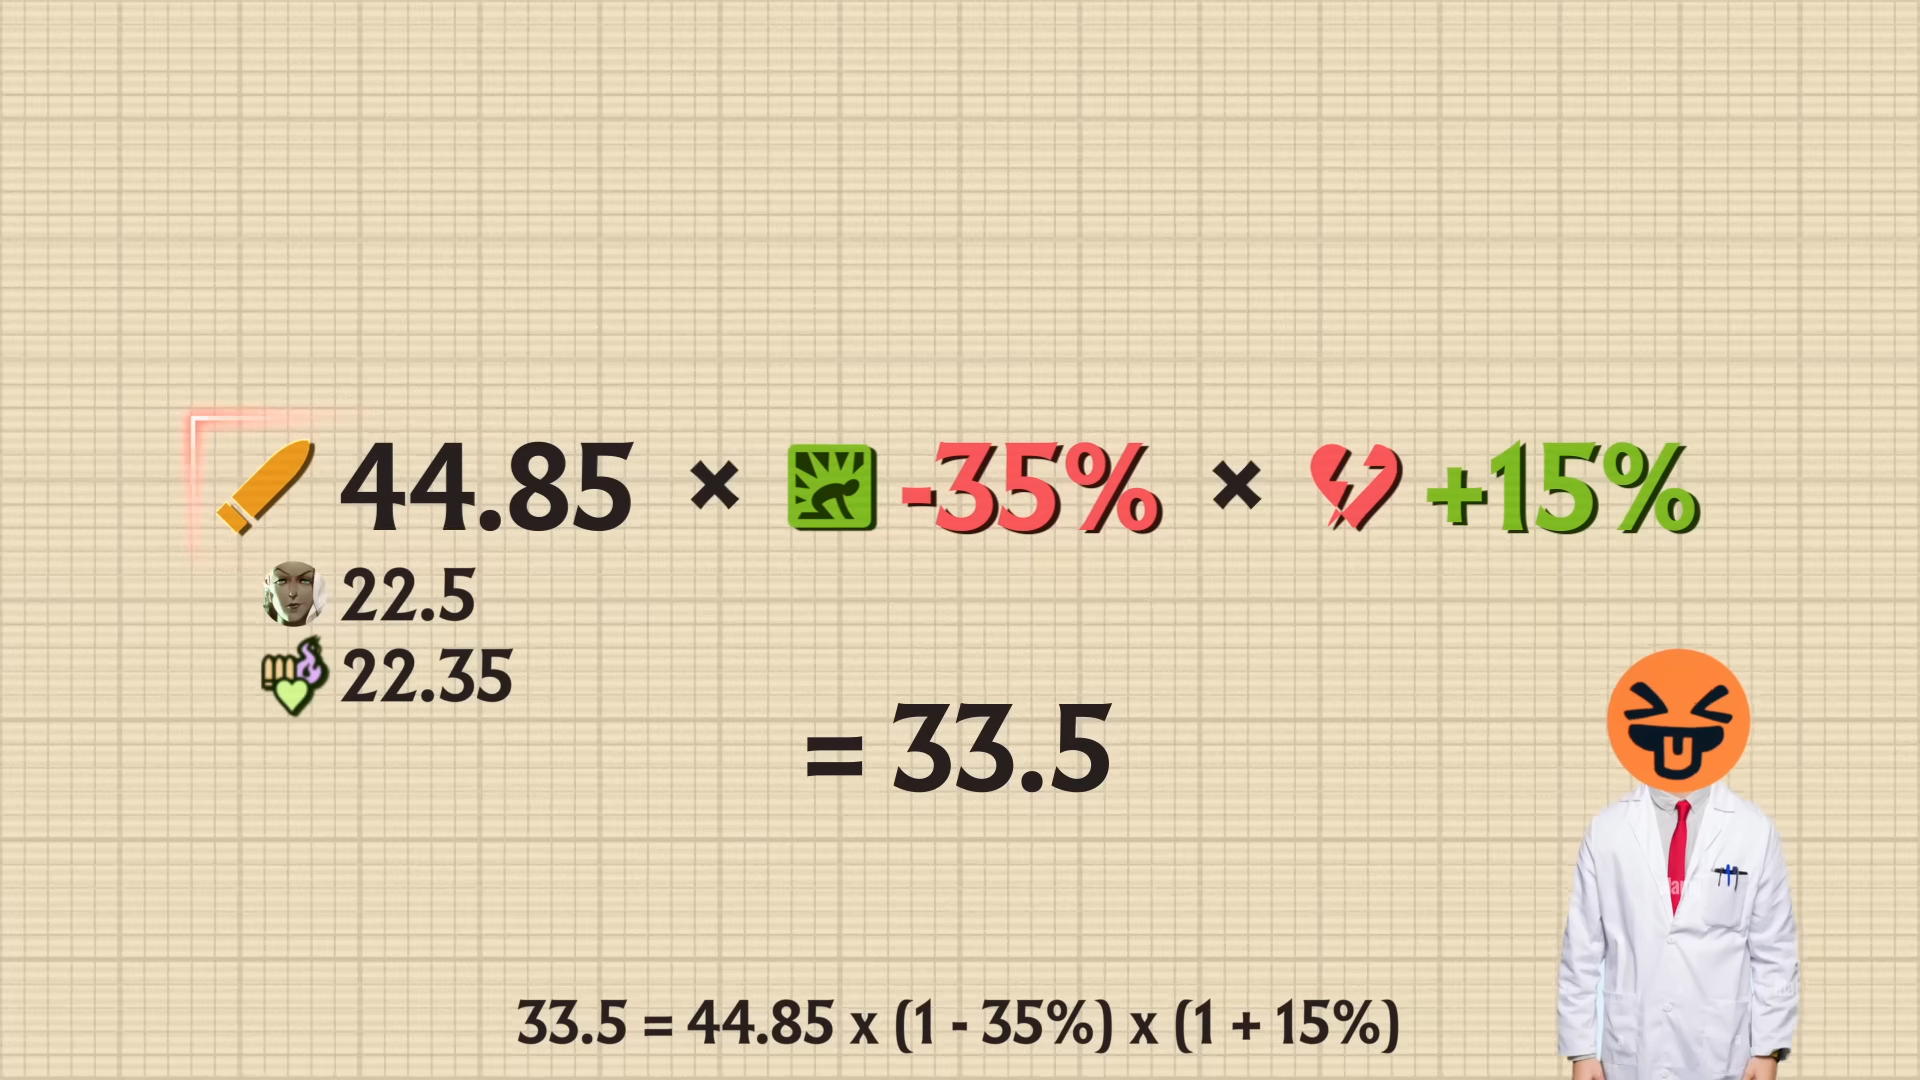 44.85 × -35% × +15%
22.5
22.35
= 33.5
33.5 = 44.85 x (1 - 35%) x (1 + 15%)